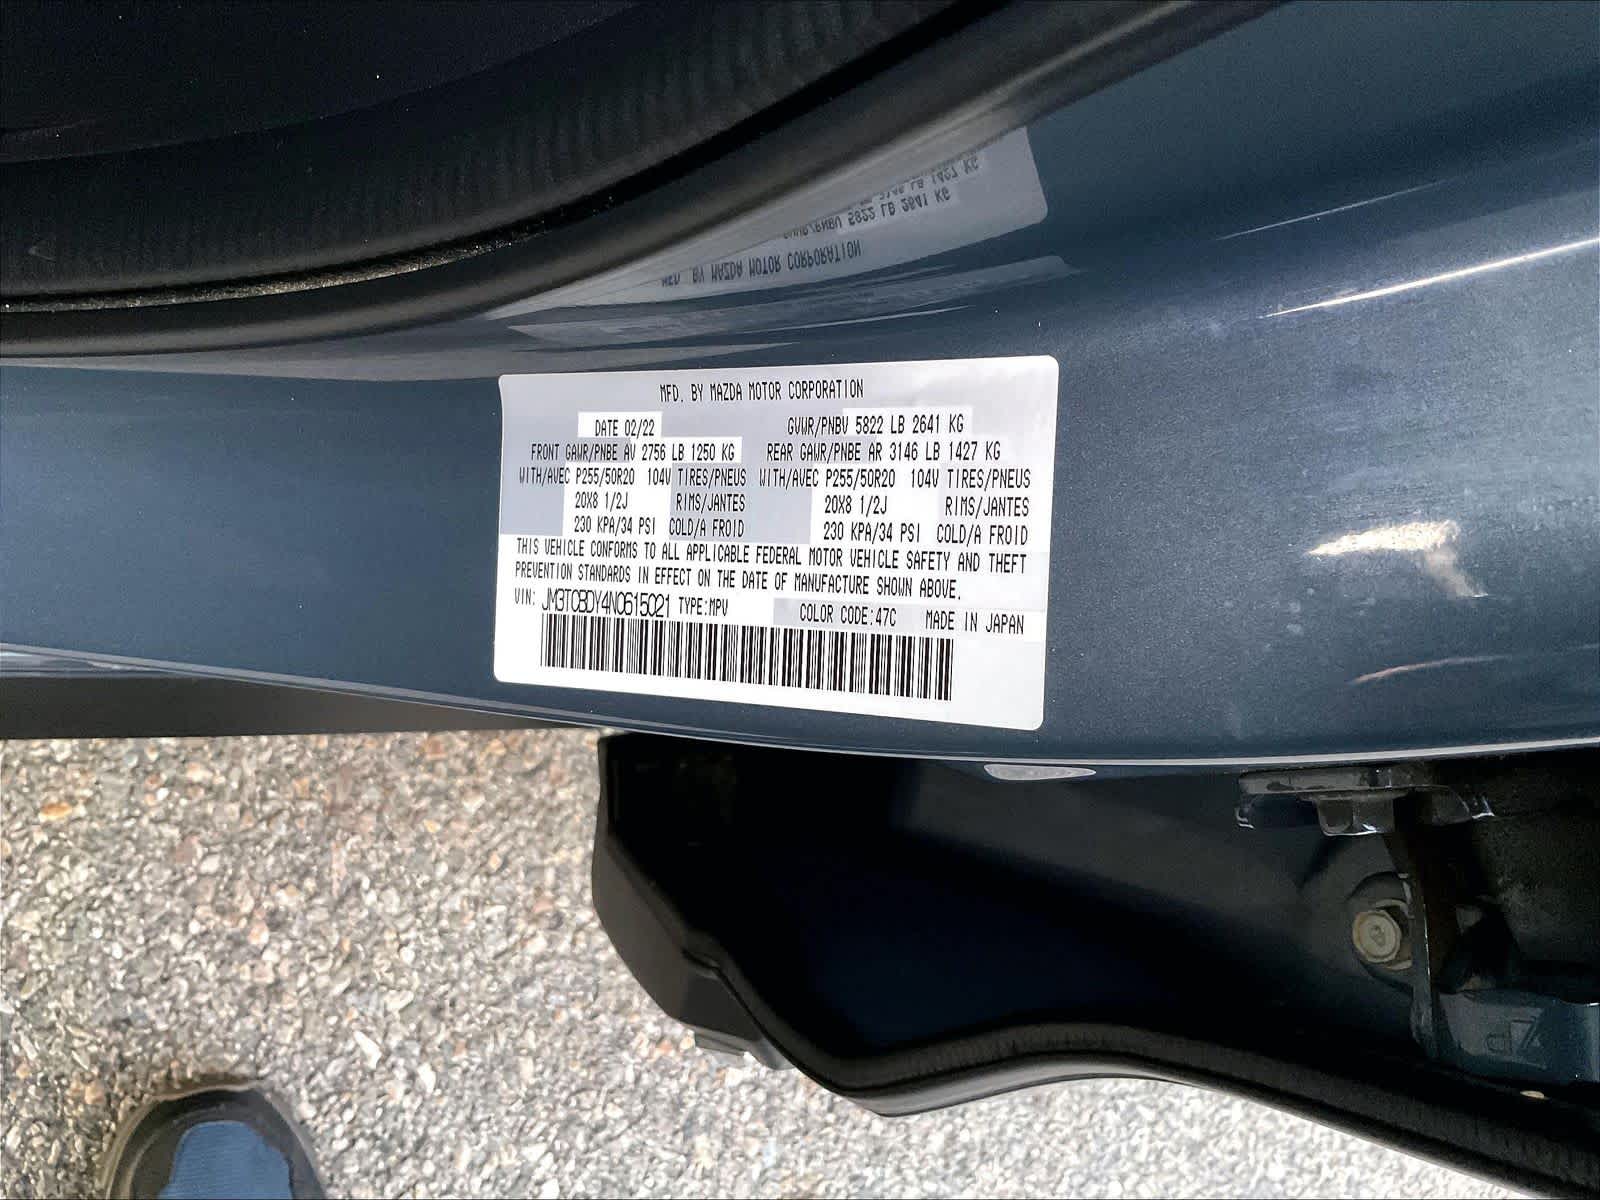 MFD. BY MAZDA MOTOR CORPORATION
DATE 02/22 GVWR/PNBV 5822 LB 2641 KG
FRONT GAWR/PNBE AV 2756 LB 1250 KG REAR GAWR/PNBE AR 3146 LB 1427 KG
WITH/AVEC P255/50R20 104V TIRES/PNEUS WITH/AVEC P255/50R20 104V TIRES/PNEUS
20X8 1/2J RIMS/JANTES 20X8 1/2J RIMS/JANTES
230 KPA/34 PSI COLD/A FROID 230 KPA/34 PSI COLD/A FROID
THIS VEHICLE CONFORMS TO ALL APPLICABLE FEDERAL MOTOR VEHICLE SAFETY AND THEFT
PREVENTION STANDARDS IN EFFECT ON THE DATE OF MANUFACTURE SHOWN ABOVE.
VIN: JM3TCBDY4N0615021 TYPE:MPV COLOR CODE:47C MADE IN JAPAN